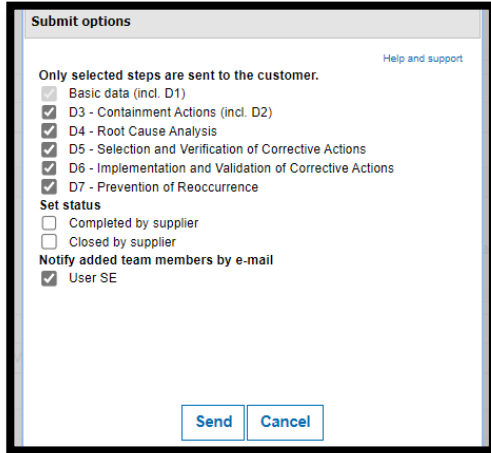 Submit options
Help and support
Only selected steps are sent to the customer.
Basic data (incl. D1)
D3 - Containment Actions (incl. D2)
D4 - Root Cause Analysis
D5 - Selection and Verification of Corrective Actions
D6 - Implementation and Validation of Corrective Actions
D7 - Prevention of Reoccurrence
Set status
Completed by supplier
Closed by supplier
Notify added team members by e-mail
User SE
Send Cancel